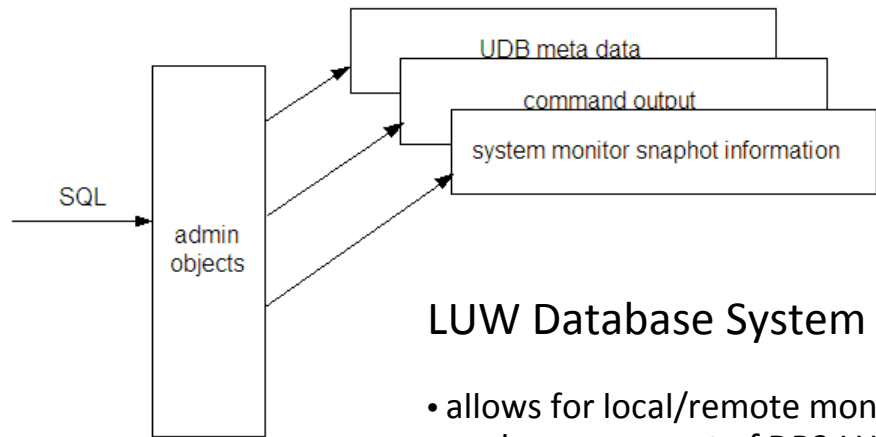 UDB meta data
command output
system monitor snaphot information
SQL
admin
objects
LUW Database System
• allows for local/remote mon